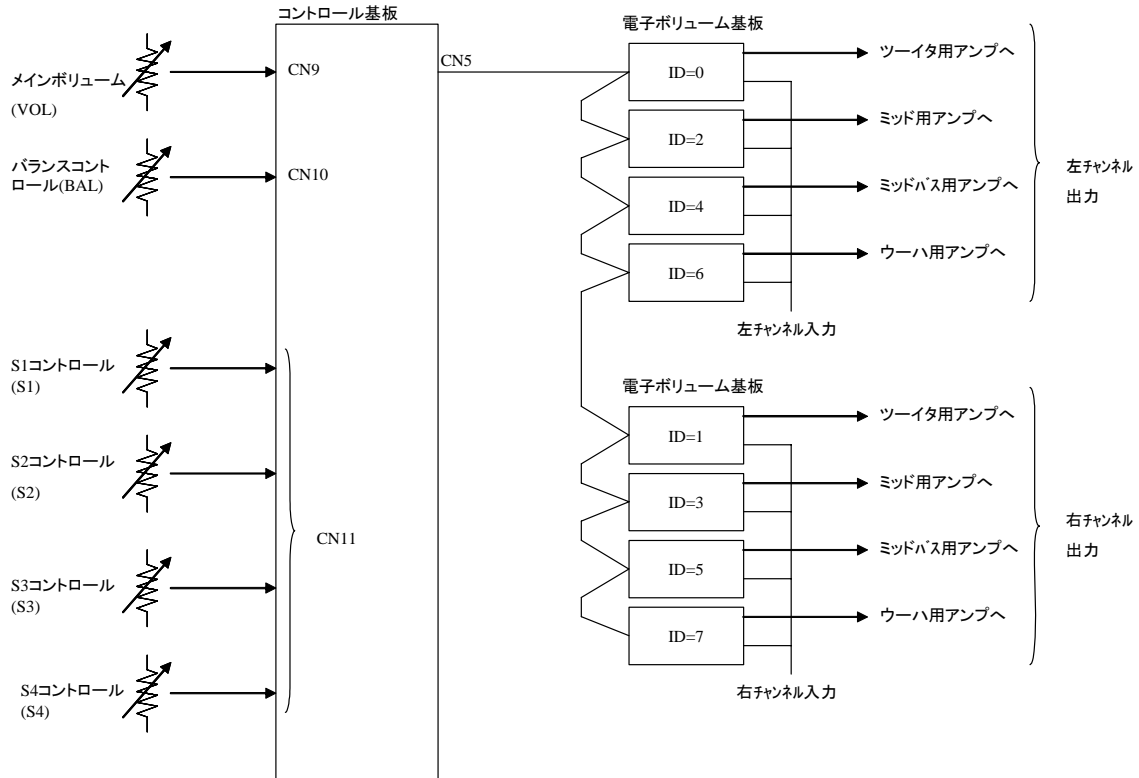 コントロール基板
メインボリューム
(VOL)
CN9
バランスコント
ロール(BAL)
CN10
S1コントロール
(S1)
S2コントロール
(S2)
CN11
S3コントロール
(S3)
S4コントロール
(S4)
CN5
電子ボリューム基板
ID=0
ID=2
ID=4
ID=6
ツーイタ用アンプへ
ミッド用アンプへ
ミッドバス用アンプへ
ウーハ用アンプへ
左チャンネル
出力
左チャンネル入力
電子ボリューム基板
ID=1
ID=3
ID=5
ID=7
ツーイタ用アンプへ
ミッド用アンプへ
ミッドバス用アンプへ
ウーハ用アンプへ
右チャンネル
出力
右チャンネル入力